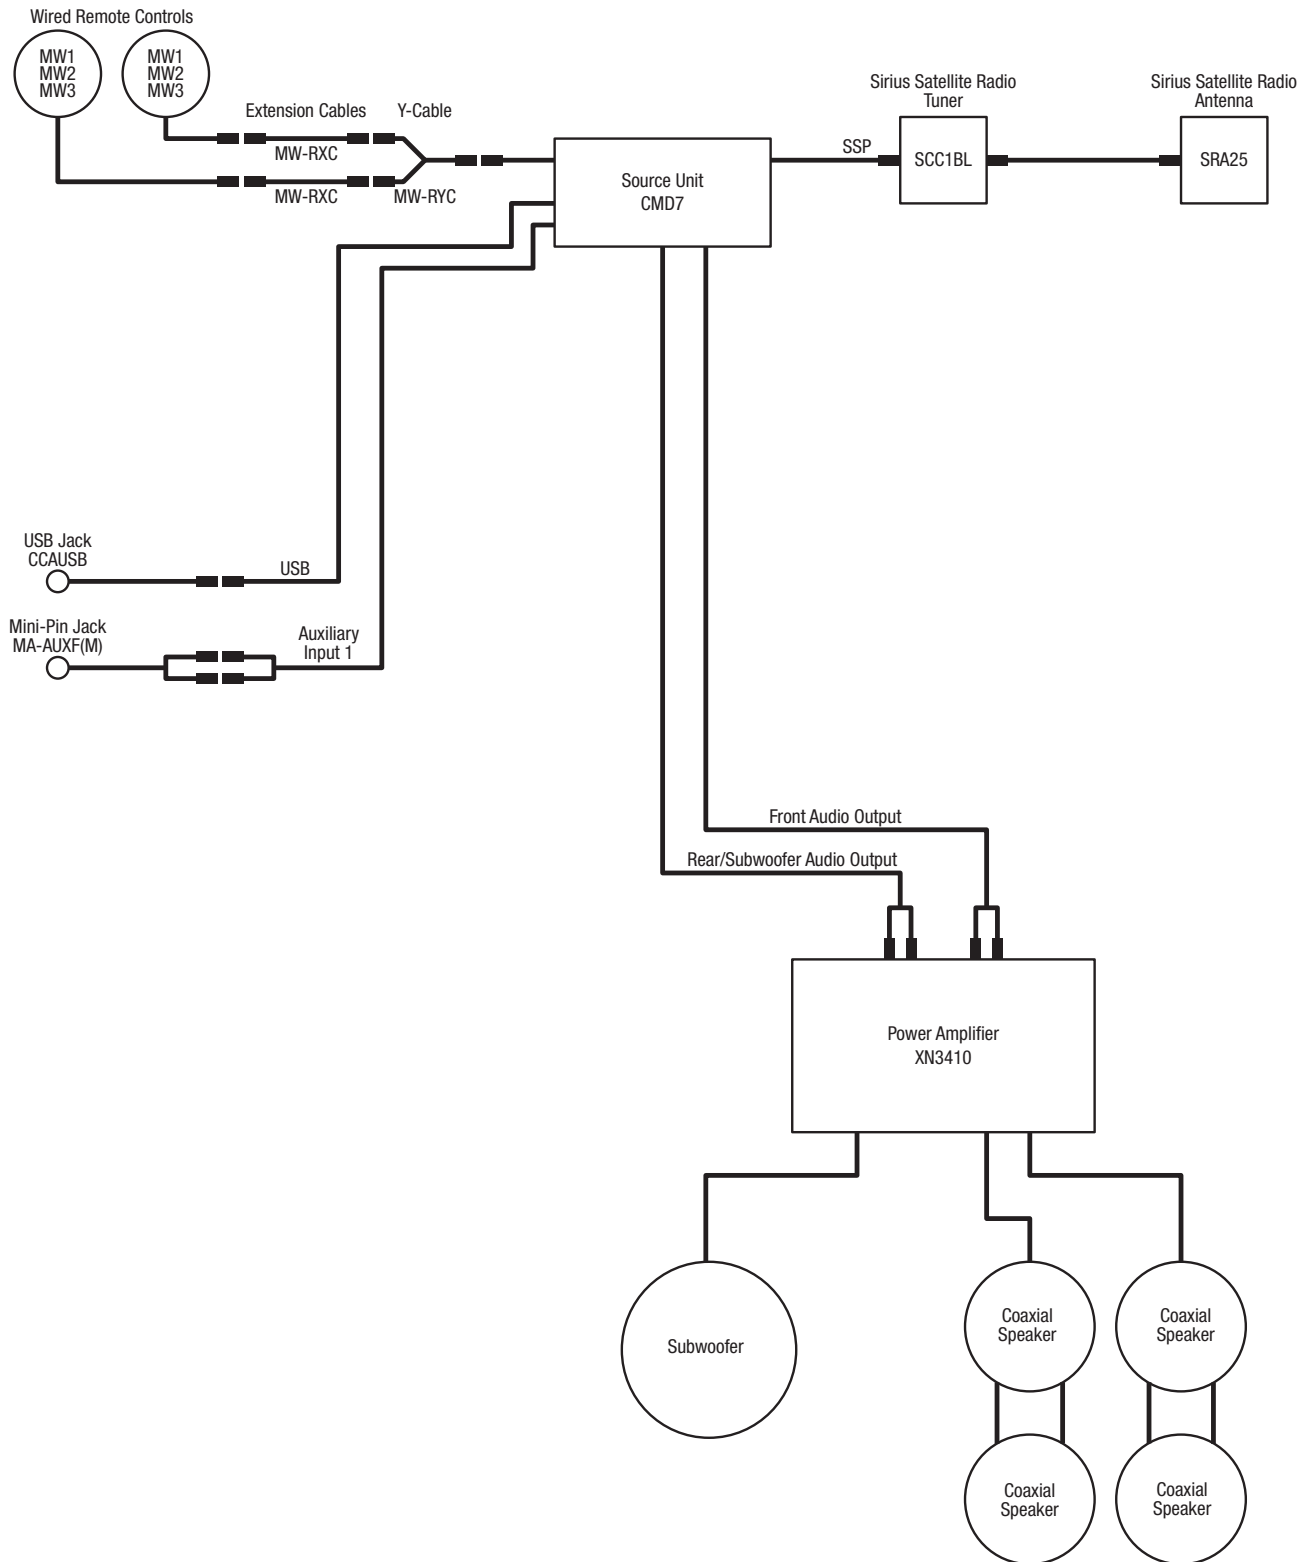 Wired Remote Controls
MW1
MW2
MW3
MW1
MW2
MW3
Extension Cables
Y-Cable
MW-RXC
MW-RXC
MW-RYC
Source Unit
CMD7
SSP
Sirius Satellite Radio
Tuner
SCC1BL
Sirius Satellite Radio
Antenna
SRA25
USB Jack
CCAUSB
USB
Mini-Pin Jack
MA-AUXF(M)
Auxiliary
Input 1
Front Audio Output
Rear/Subwoofer Audio Output
Power Amplifier
XN3410
Subwoofer
Coaxial
Speaker
Coaxial
Speaker
Coaxial
Speaker
Coaxial
Speaker